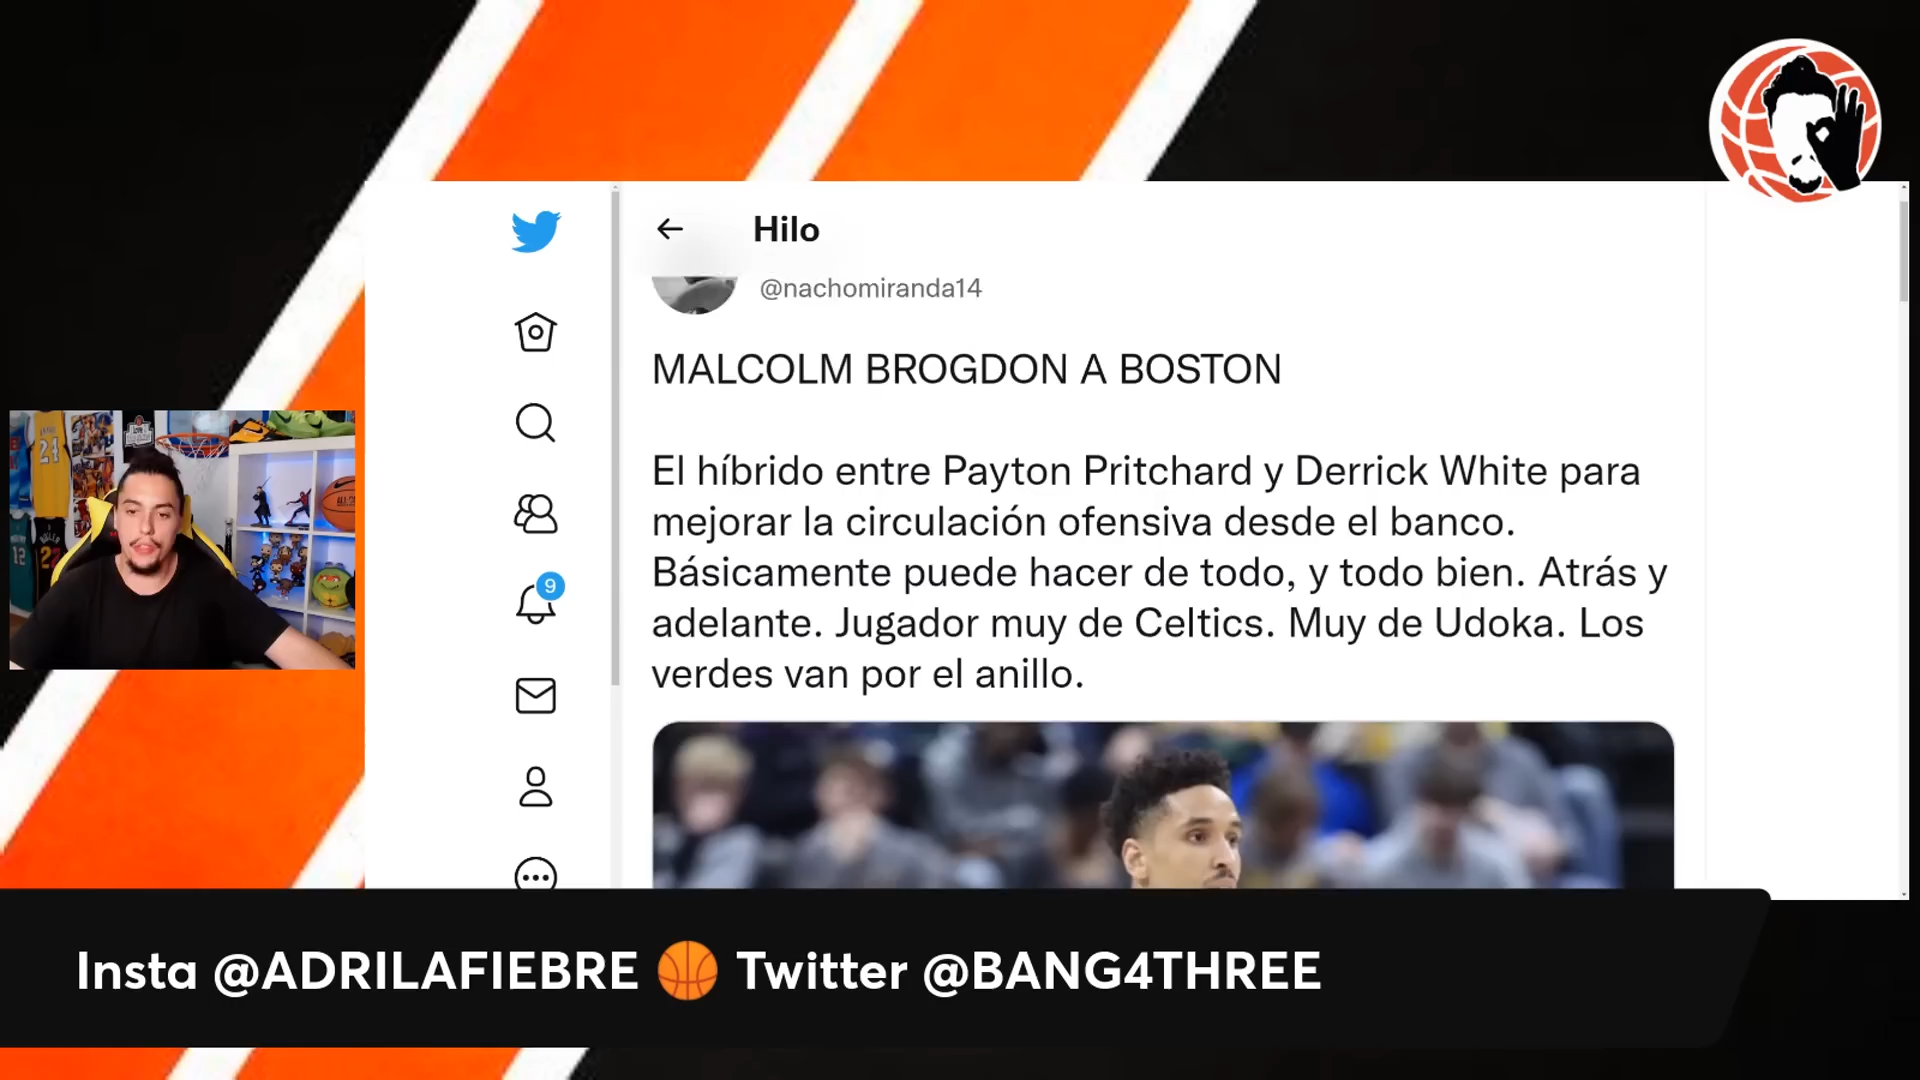 Hilo
@nachomiranda14
MALCOLM BROGDON A BOSTON
El híbrido entre Payton Pritchard y Derrick White para
mejorar la circulación ofensiva desde el banco.
Básicamente puede hacer de todo, y todo bien. Atrás y
adelante. Jugador muy de Celtics. Muy de Udoka. Los
verdes van por el anillo.
9
24
12
Insta @ADRILAFIEBRE 🏀 Twitter @BANG4THREE